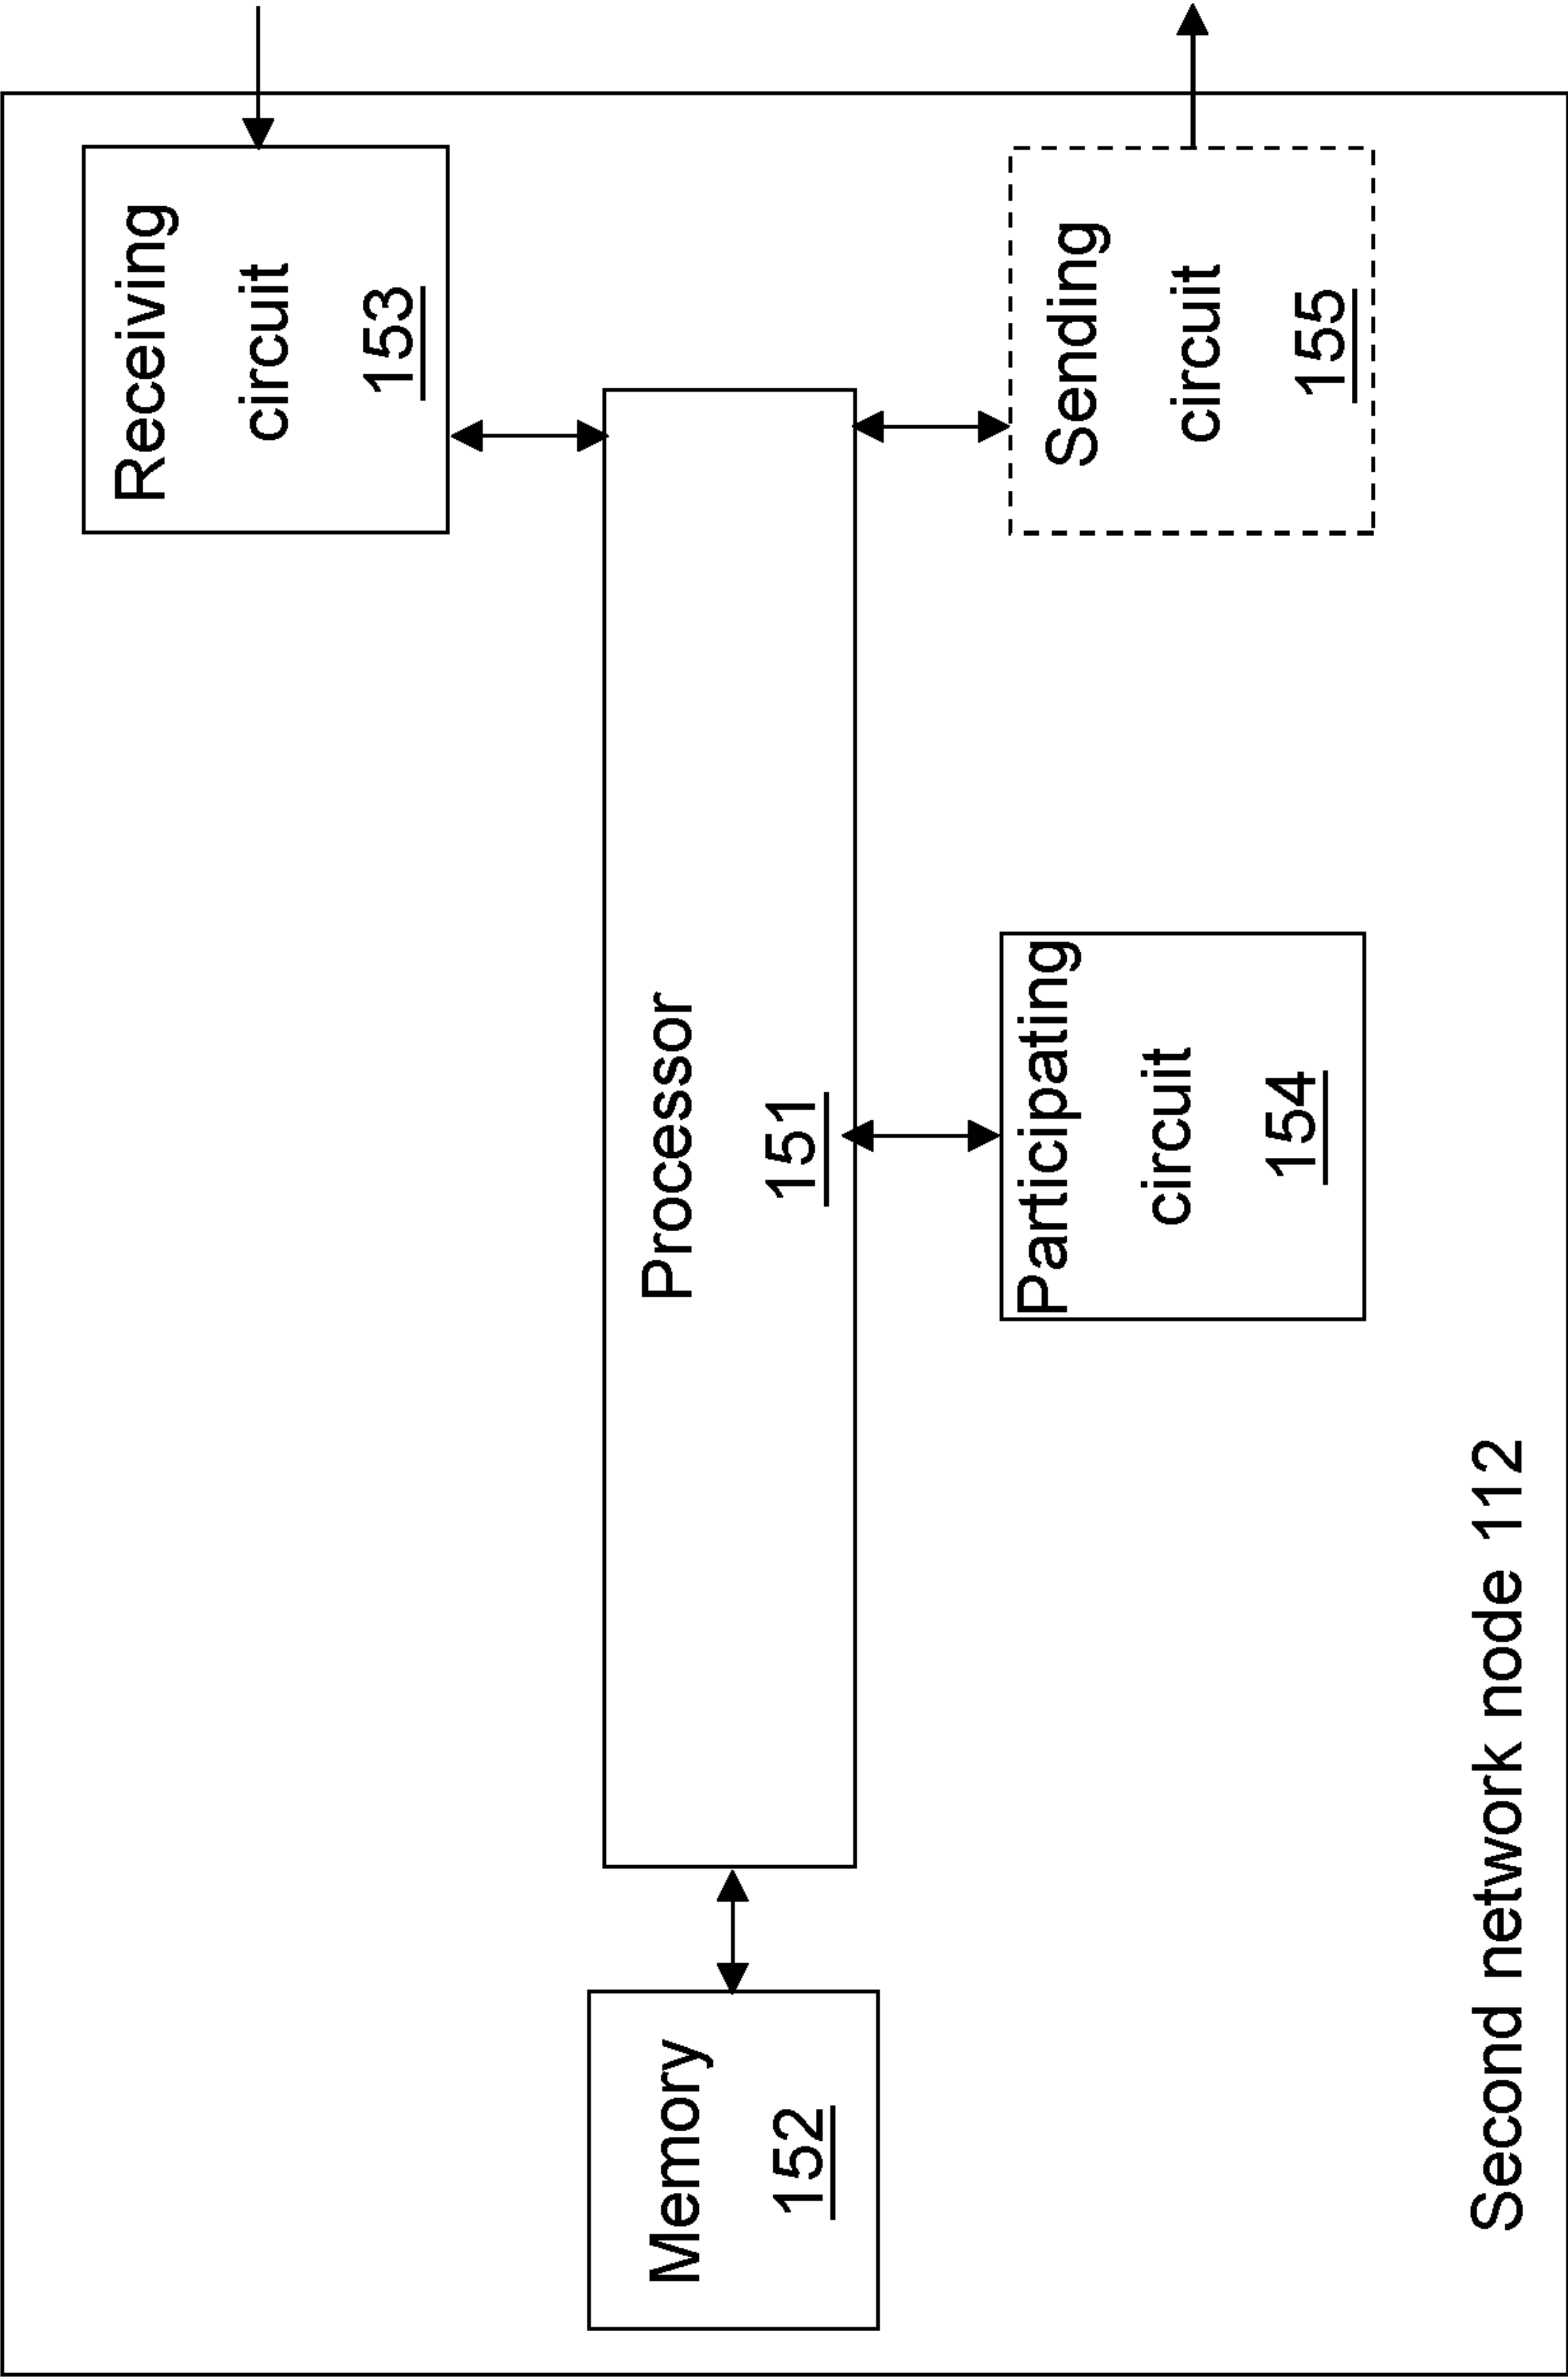 Receiving
circuit
153
Processor
151
Memory
152
Participating
circuit
154
Sending
circuit
155
Second network node 112